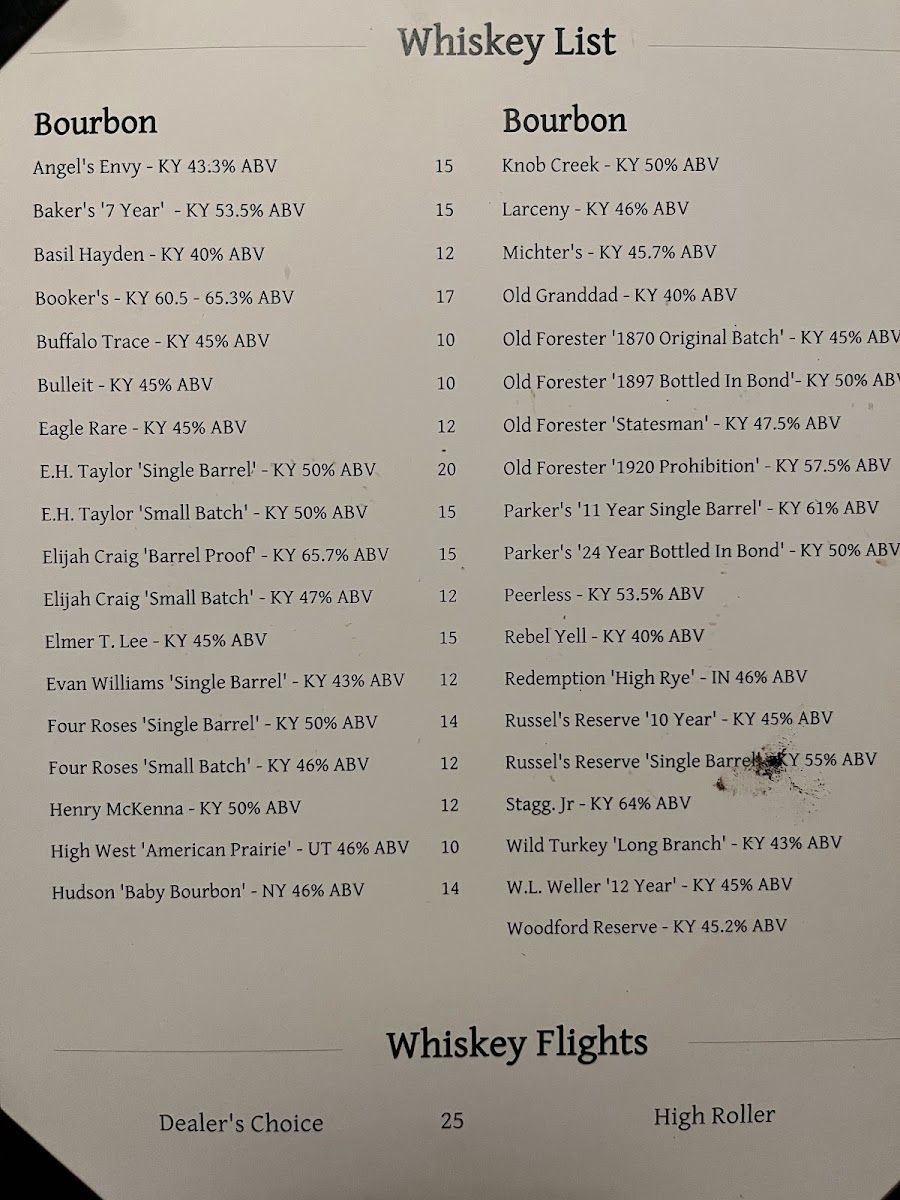 Whiskey List
Bourbon
Angel's Envy - KY 43.3% ABV 15
Baker's '7 Year' - KY 53.5% ABV 15
Basil Hayden - KY 40% ABV 12
Booker's - KY 60.5 - 65.3% ABV 17
Buffalo Trace - KY 45% ABV 10
Bulleit - KY 45% ABV 10
Eagle Rare - KY 45% ABV 12
E.H. Taylor 'Single Barrel' - KY 50% ABV 20
E.H. Taylor 'Small Batch' - KY 50% ABV 15
Elijah Craig 'Barrel Proof' - KY 65.7% ABV 15
Elijah Craig 'Small Batch' - KY 47% ABV 12
Elmer T. Lee - KY 45% ABV 15
Evan Williams 'Single Barrel' - KY 43% ABV 12
Four Roses 'Single Barrel' - KY 50% ABV 14
Four Roses 'Small Batch' - KY 46% ABV 12
Henry McKenna - KY 50% ABV 12
High West 'American Prairie' - UT 46% ABV 10
Hudson 'Baby Bourbon' - NY 46% ABV 14
Bourbon
Knob Creek - KY 50% ABV
Larceny - KY 46% ABV
Michter's - KY 45.7% ABV
Old Granddad - KY 40% ABV
Old Forester '1870 Original Batch' - KY 45% ABV
Old Forester '1897 Bottled In Bond'- KY 50% ABV
Old Forester 'Statesman' - KY 47.5% ABV
Old Forester '1920 Prohibition' - KY 57.5% ABV
Parker's '11 Year Single Barrel' - KY 61% ABV
Parker's '24 Year Bottled In Bond' - KY 50% ABV
Peerless - KY 53.5% ABV
Rebel Yell - KY 40% ABV
Redemption 'High Rye' - IN 46% ABV
Russel's Reserve '10 Year' - KY 45% ABV
Russel's Reserve 'Single Barrel' - KY 55% ABV
Stagg. Jr - KY 64% ABV
Wild Turkey 'Long Branch' - KY 43% ABV
W.L. Weller '12 Year' - KY 45% ABV
Woodford Reserve - KY 45.2% ABV
Whiskey Flights
Dealer's Choice 25
High Roller